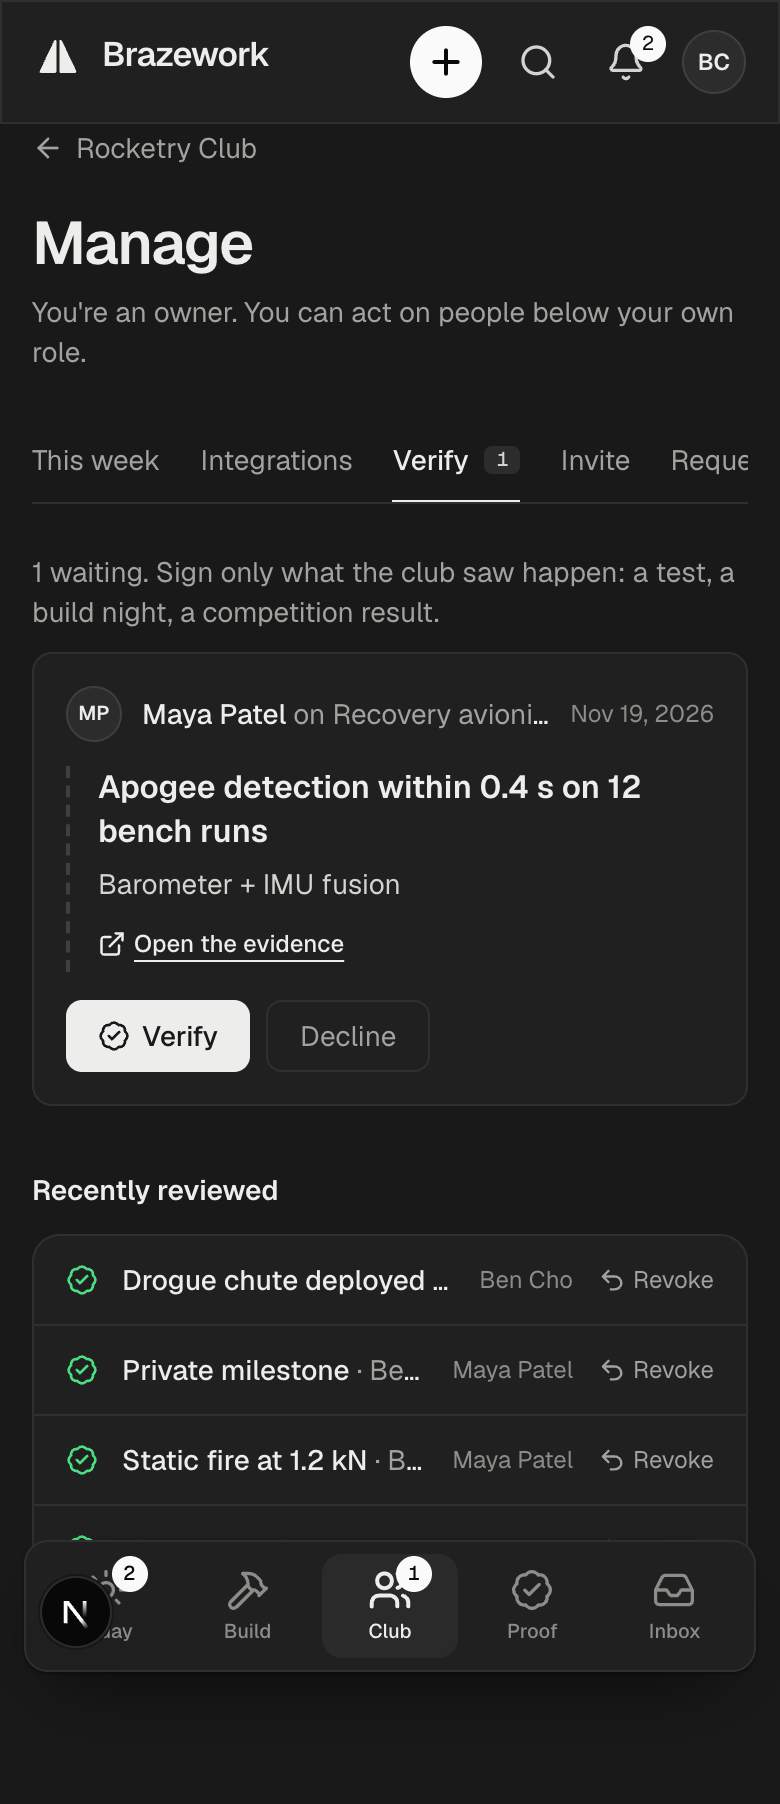 Brazework
2
BC
Rocketry Club
Manage
You're an owner. You can act on people below your own
role.
This week Integrations Verify 1 Invite Reque
1 waiting. Sign only what the club saw happen: a test, a
build night, a competition result.
MP Maya Patel on Recovery avioni... Nov 19, 2026
Apogee detection within 0.4 s on 12
bench runs
Barometer + IMU fusion
Open the evidence
Verify Decline
Recently reviewed
Drogue chute deployed ... Ben Cho Revoke
Private milestone · Be... Maya Patel Revoke
Static fire at 1.2 kN · B... Maya Patel Revoke
2 1
N day Build Club Proof Inbox